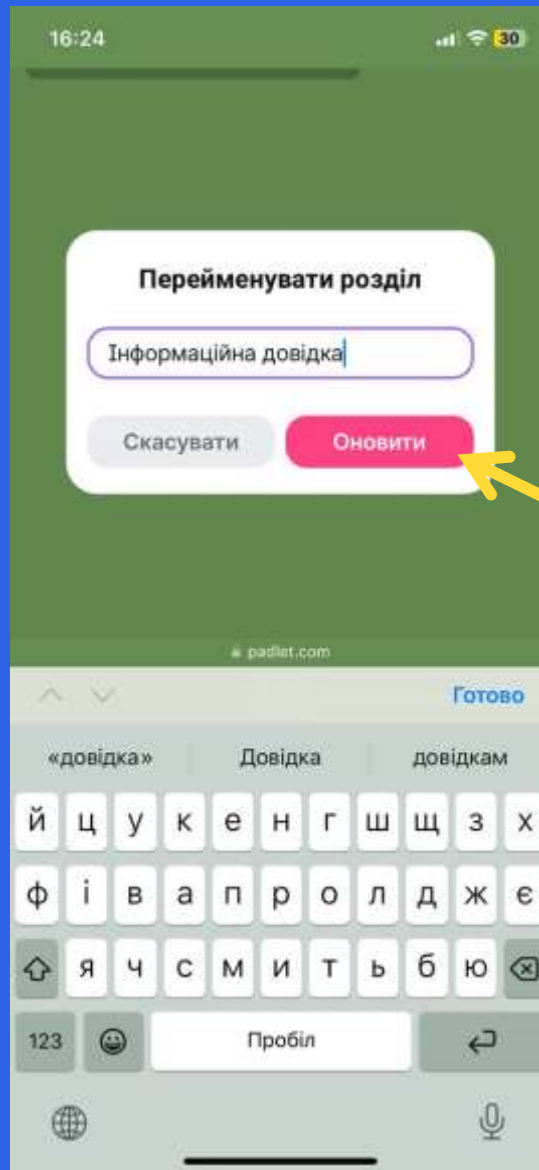 16:24
30
Перейменувати розділ
Інформаційна довідка
Скасувати
Оновити
padlet.com
Готово
«довідка» Довідка довідкам
й ц у к е н г ш щ з х
ф і в а п р о л д ж є
я ч с м и т ь б ю
123 Пробіл